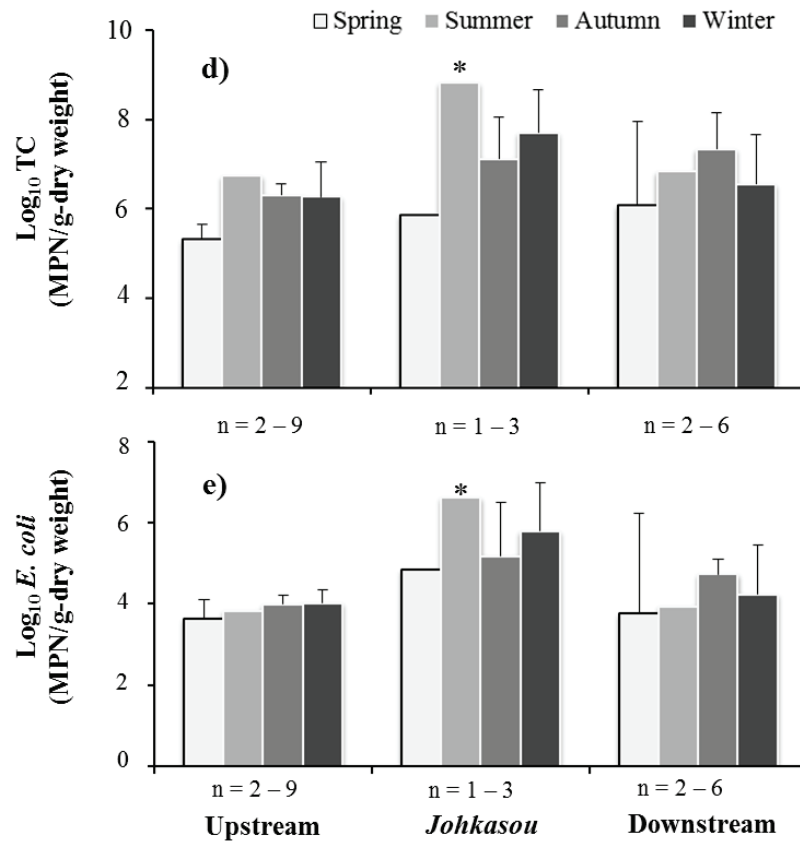 Spring Summer Autumn Winter
d)
*
Log₁₀ TC
(MPN/g-dry weight)
10
8
6
4
2
n = 2 – 9 n = 1 – 3 n = 2 – 6
e)
*
Log₁₀ E. coli
(MPN/g-dry weight)
8
6
4
2
0
n = 2 – 9 n = 1 – 3 n = 2 – 6
Upstream Johkasou Downstream